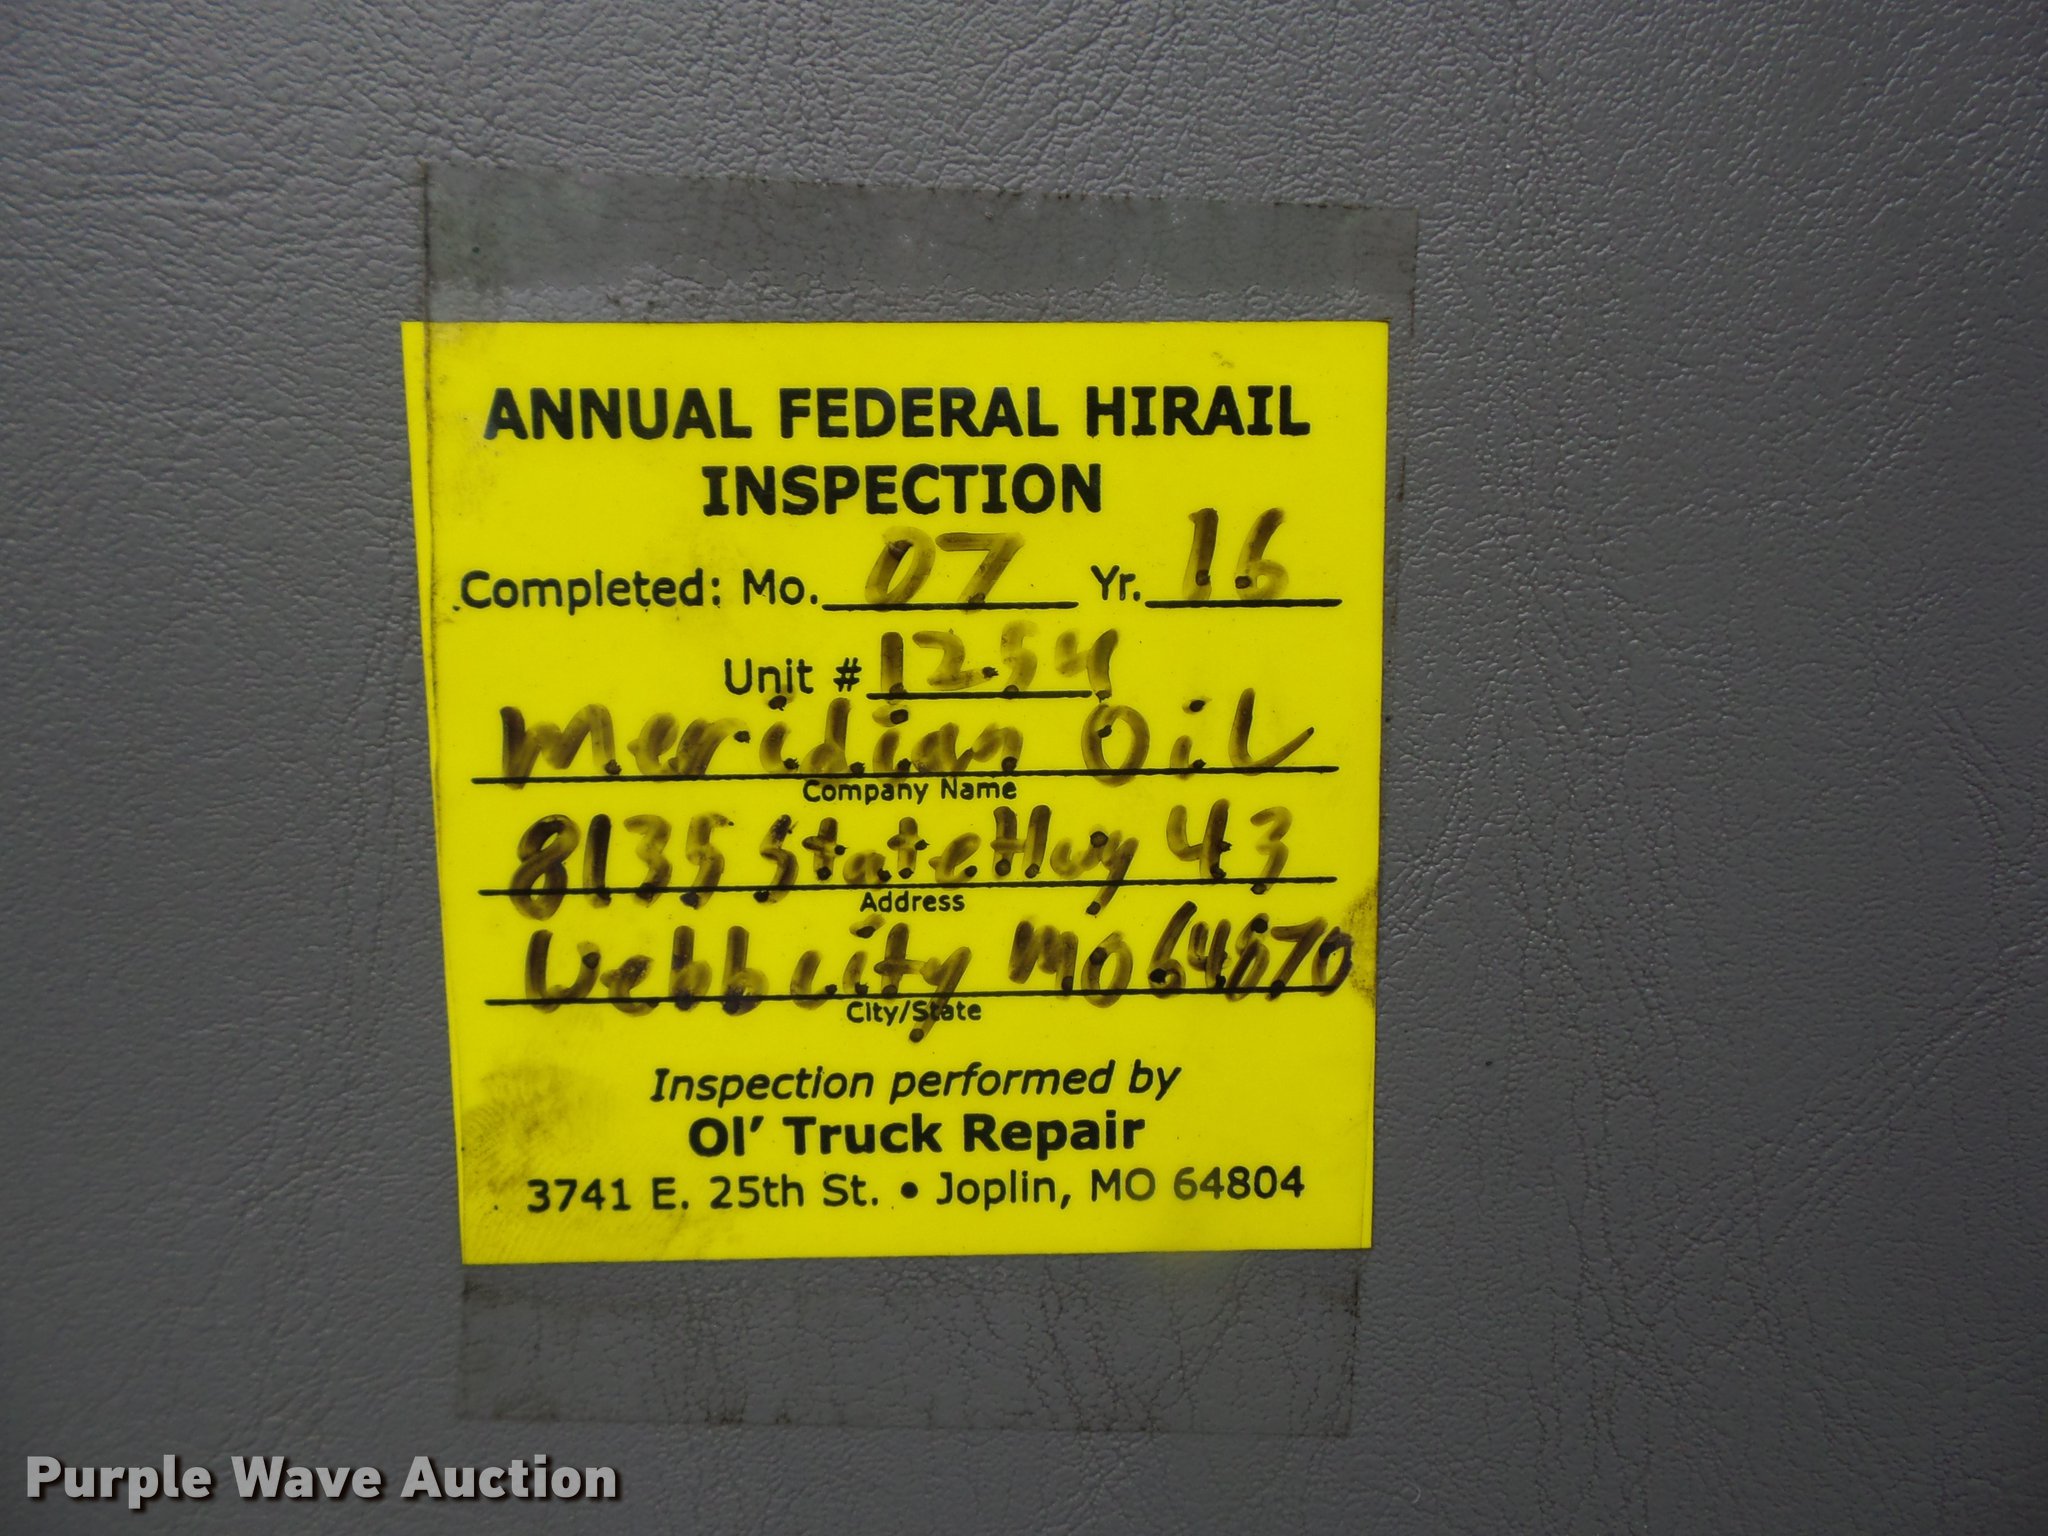 ANNUAL FEDERAL HIRAIL
INSPECTION
Completed: Mo. 07 Yr. 16
Unit # 1254
Meridian Oil
Company Name
8135 State Hwy 43
Address
Webb city MO 64870
City/State
Inspection performed by
Ol' Truck Repair
3741 E. 25th St. • Joplin, MO 64804
Purple Wave Auction